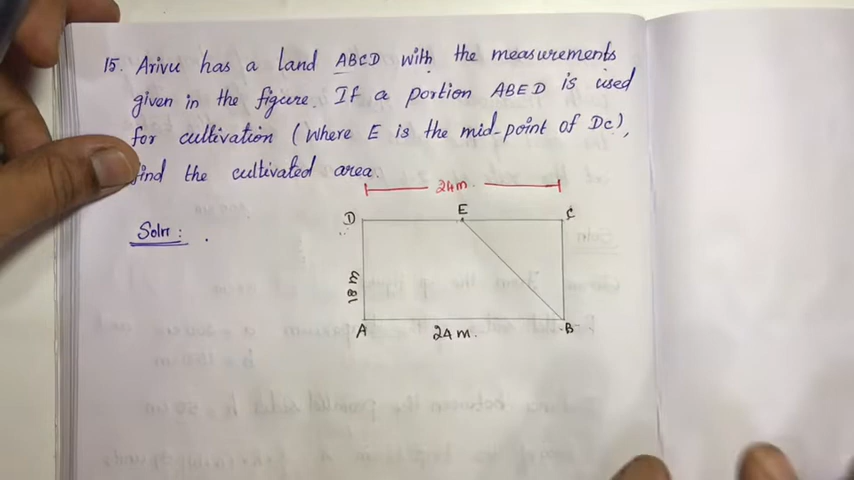 15. Arivu has a land ABCD with the measurements
given in the figure. If a portion ABED is used
for cultivation (Where E is the mid-point of DC),
find the cultivated area.
24m.
Soln :
D E C
18m
A 24 m. B